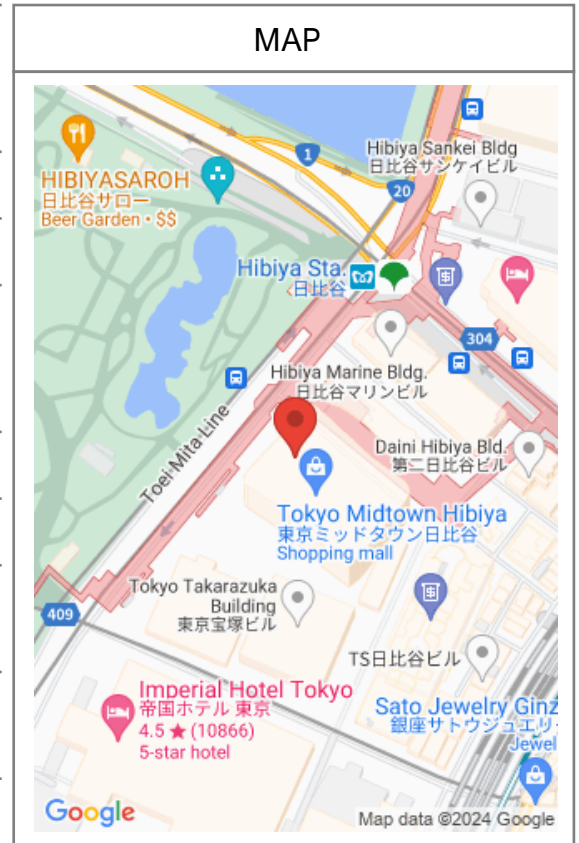 MAP
1
Hibiya Sankei Bldg
日比谷サンケイビル
HIBIYASAROH
日比谷サロー
Beer Garden • $$
20
Hibiya Sta.
日比谷
304
Hibiya Marine Bldg.
日比谷マリンビル
Toei Mita Line
Daini Hibiya Bld.
第二日比谷ビル
Tokyo Midtown Hibiya
東京ミッドタウン日比谷
Shopping mall
Tokyo Takarazuka
Building
東京宝塚ビル
409
TS日比谷ビル
Imperial Hotel Tokyo
帝国ホテル 東京
4.5 ★ (10866)
5-star hotel
Sato Jewelry Ginz
銀座サトウジュエリー
Jewel
Google
Map data ©2024 Google